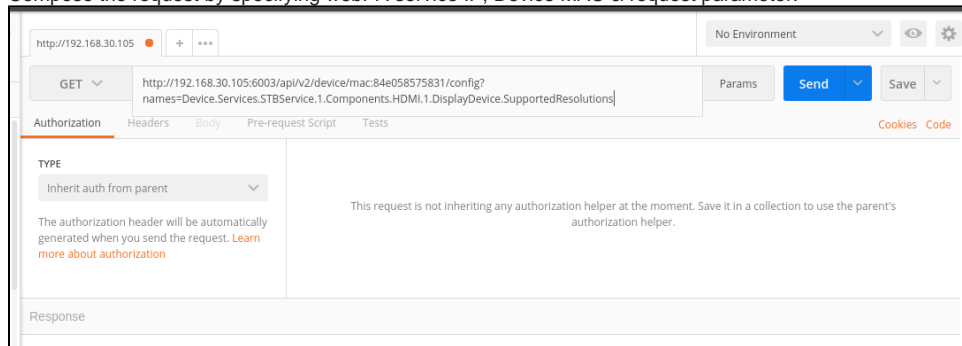 http://192.168.30.105
No Environment
GET
http://192.168.30.105:6003/api/v2/device/mac:84e058575831/config?
names=Device.Services.STBService.1.Components.HDMI.1.DisplayDevice.SupportedResolutions
Params
Send
Save
Authorization Headers Body Pre-request Script Tests
Cookies Code
TYPE
Inherit auth from parent
The authorization header will be automatically
generated when you send the request. Learn
more about authorization
This request is not inheriting any authorization helper at the moment. Save it in a collection to use the parent's
authorization helper.
Response